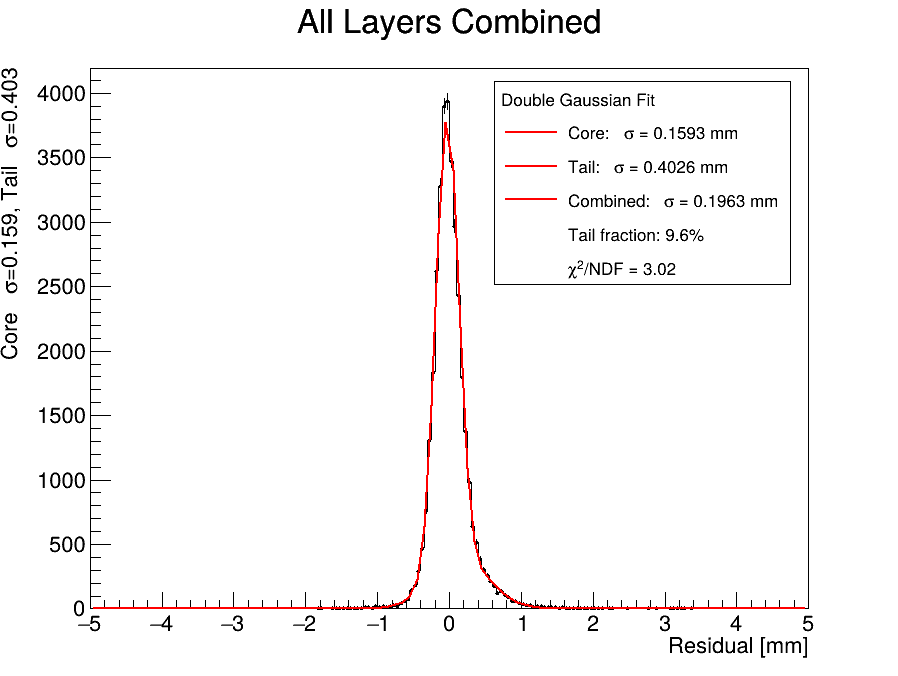 All Layers Combined
Core σ=0.159, Tail σ=0.403
4000
3500
3000
2500
2000
1500
1000
500
0
Double Gaussian Fit
Core: σ = 0.1593 mm
Tail: σ = 0.4026 mm
Combined: σ = 0.1963 mm
Tail fraction: 9.6%
χ²/NDF = 3.02
−5 −4 −3 −2 −1 0 1 2 3 4 5
Residual [mm]